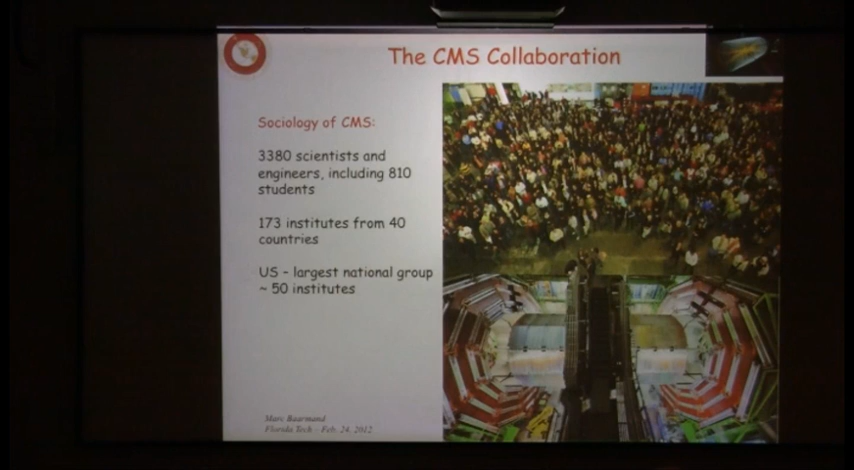 The CMS Collaboration
Sociology of CMS:
3380 scientists and
engineers, including 810
students
173 institutes from 40
countries
US - largest national group
~ 50 institutes
Marc Baarmand
Florida Tech - Feb. 24, 2012